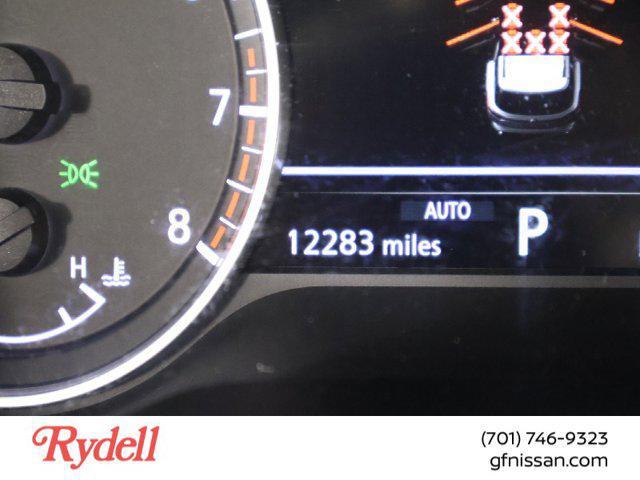 7
8
AUTO
12283 miles
P
H
Rydell
(701) 746-9323
gfnissan.com